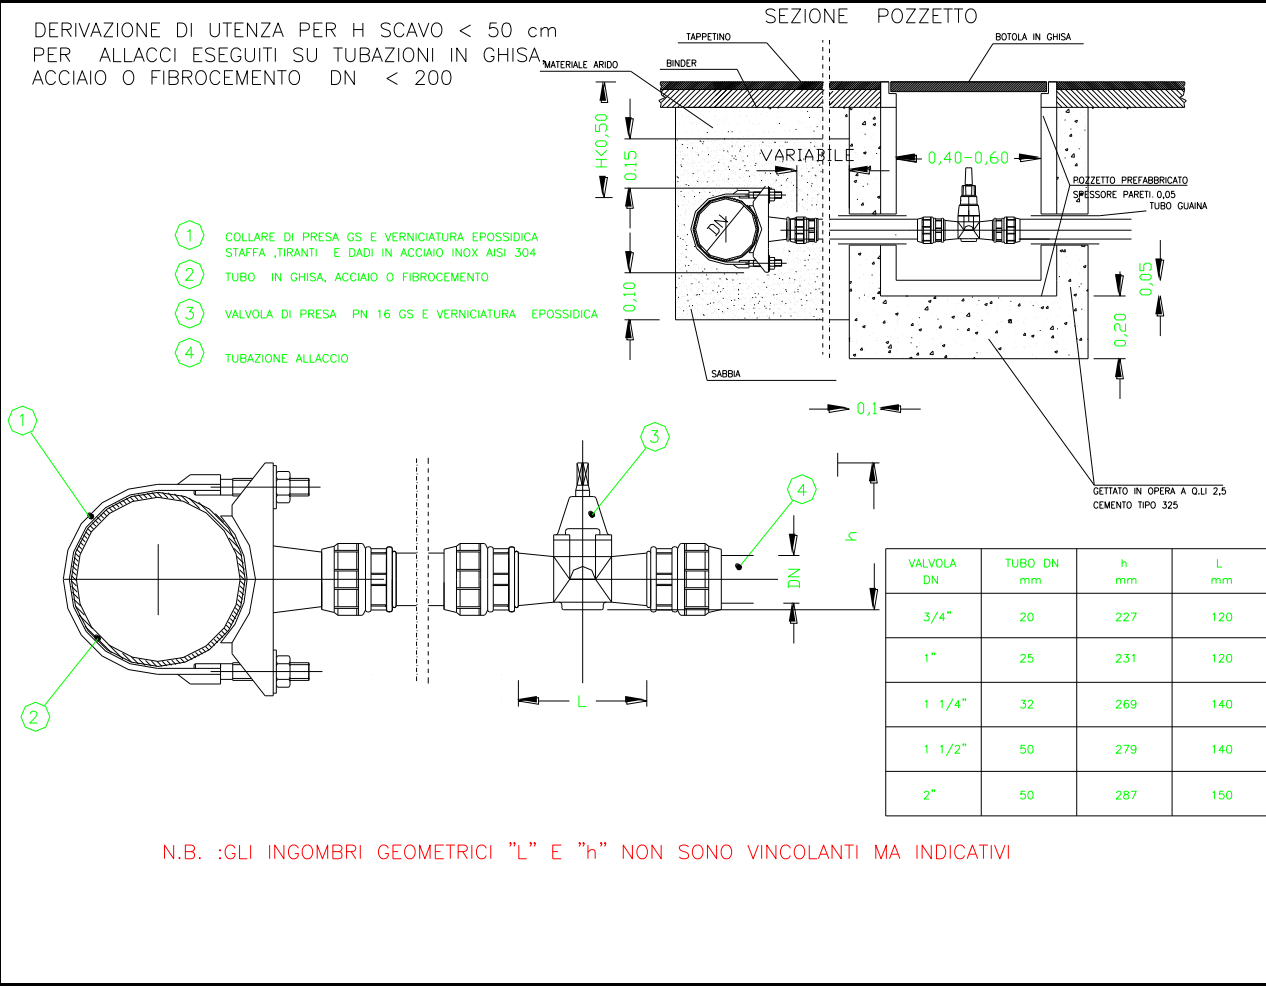 DERIVAZIONE DI UTENZA PER H SCAVO < 50 cm
PER ALLACCI ESEGUITI SU TUBAZIONI IN GHISA,
ACCIAIO O FIBROCEMENTO DN < 200
SEZIONE POZZETTO
TAPPETINO
BOTOLA IN GHISA
MATERIALE ARIDO
BINDER
H<0,50
0.15
VARIABILE
0,40-0,60
POZZETTO PREFABBRICATO
SPESSORE PARETI. 0,05
TUBO GUAINA
DN
0,10
0,05
0,20
SABBIA
0,1
GETTATO IN OPERA A Q.LI 2,5
CEMENTO TIPO 325
1 COLLARE DI PRESA GS E VERNICIATURA EPOSSIDICA
STAFFA ,TIRANTI E DADI IN ACCIAIO INOX AISI 304
2 TUBO IN GHISA, ACCIAIO O FIBROCEMENTO
3 VALVOLA DI PRESA PN 16 GS E VERNICIATURA EPOSSIDICA
4 TUBAZIONE ALLACCIO
1
3
4
2
h
DN
L
VALVOLA DN TUBO DN mm h mm L mm
3/4" 20 227 120
1" 25 231 120
1 1/4" 32 269 140
1 1/2" 50 279 140
2" 50 287 150
N.B. :GLI INGOMBRI GEOMETRICI "L" E "h" NON SONO VINCOLANTI MA INDICATIVI